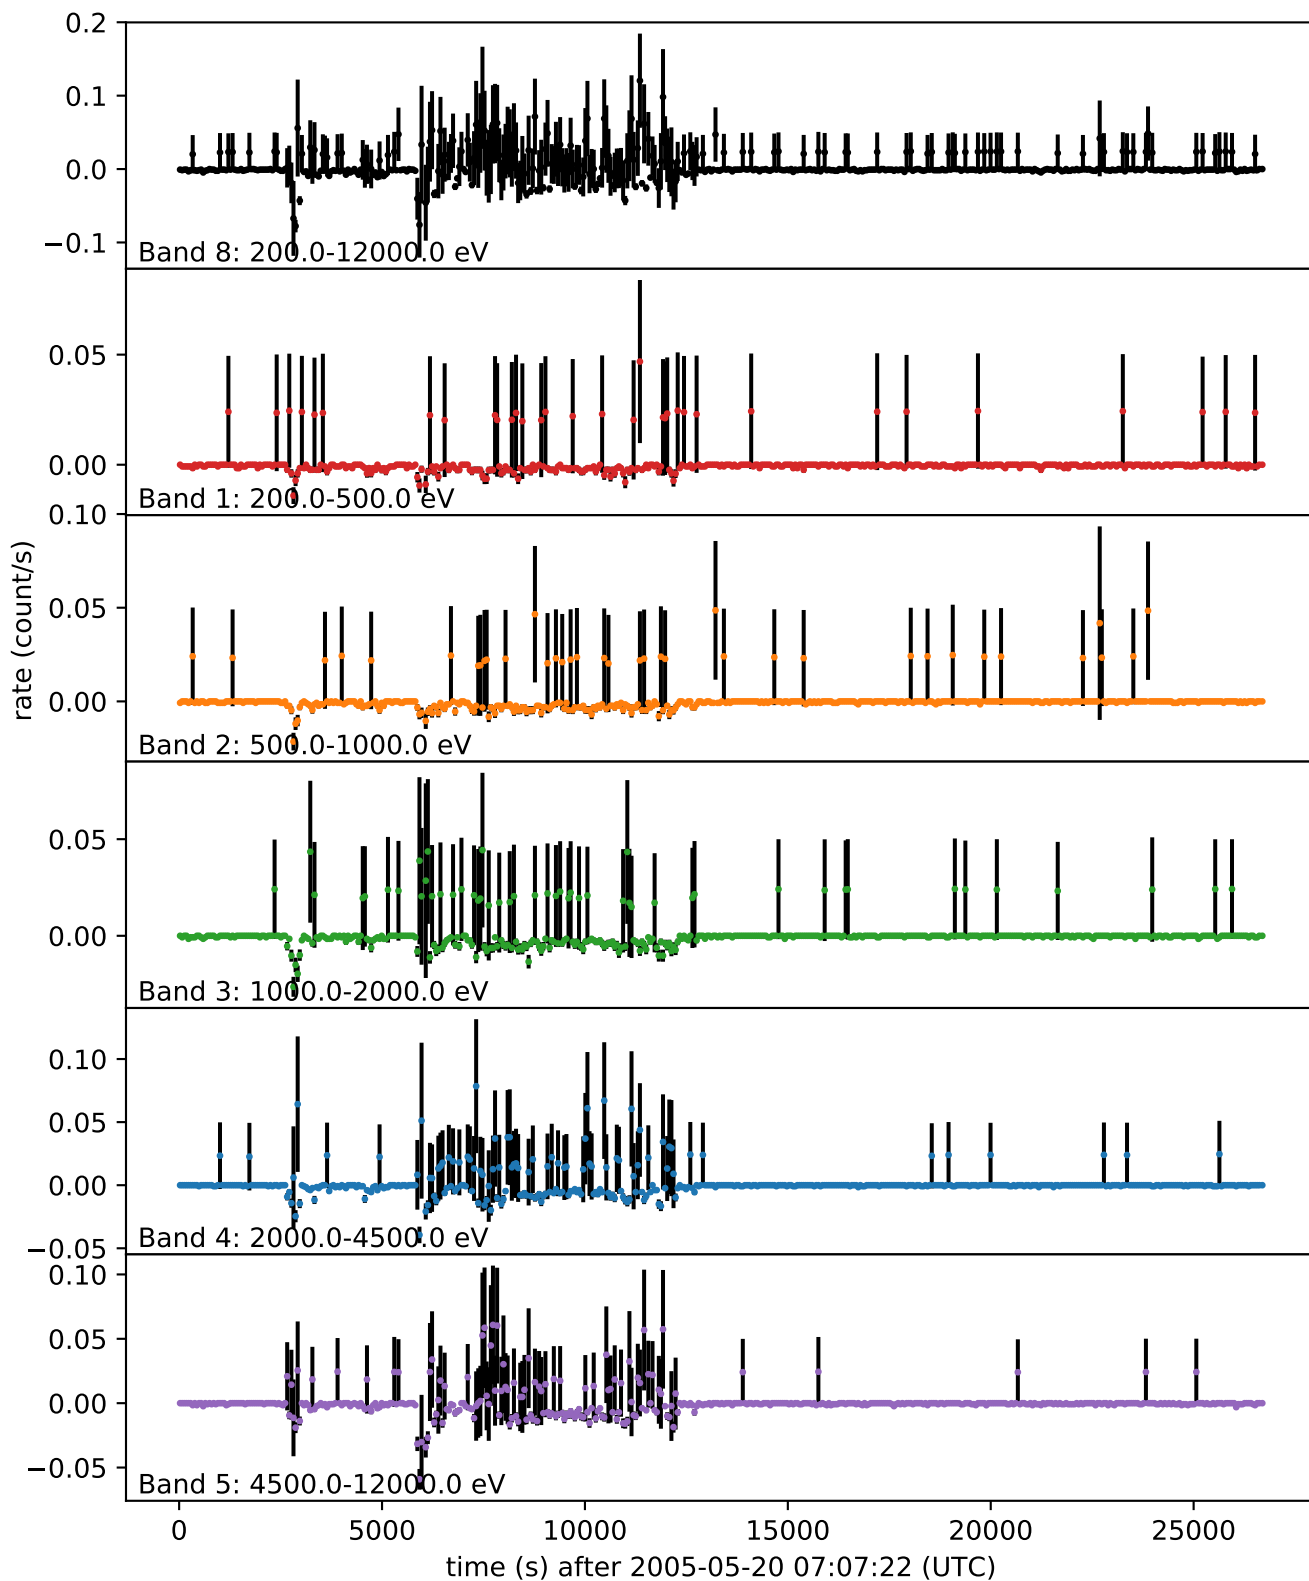 0.2
0.1
0.0
−0.1
Band 8: 200.0-12000.0 eV
0.05
0.00
Band 1: 200.0-500.0 eV
rate (count/s)
0.10
0.05
0.00
Band 2: 500.0-1000.0 eV
0.05
0.00
Band 3: 1000.0-2000.0 eV
0.10
0.05
0.00
−0.05
Band 4: 2000.0-4500.0 eV
0.10
0.05
0.00
−0.05
Band 5: 4500.0-12000.0 eV
0 5000 10000 15000 20000 25000
time (s) after 2005-05-20 07:07:22 (UTC)